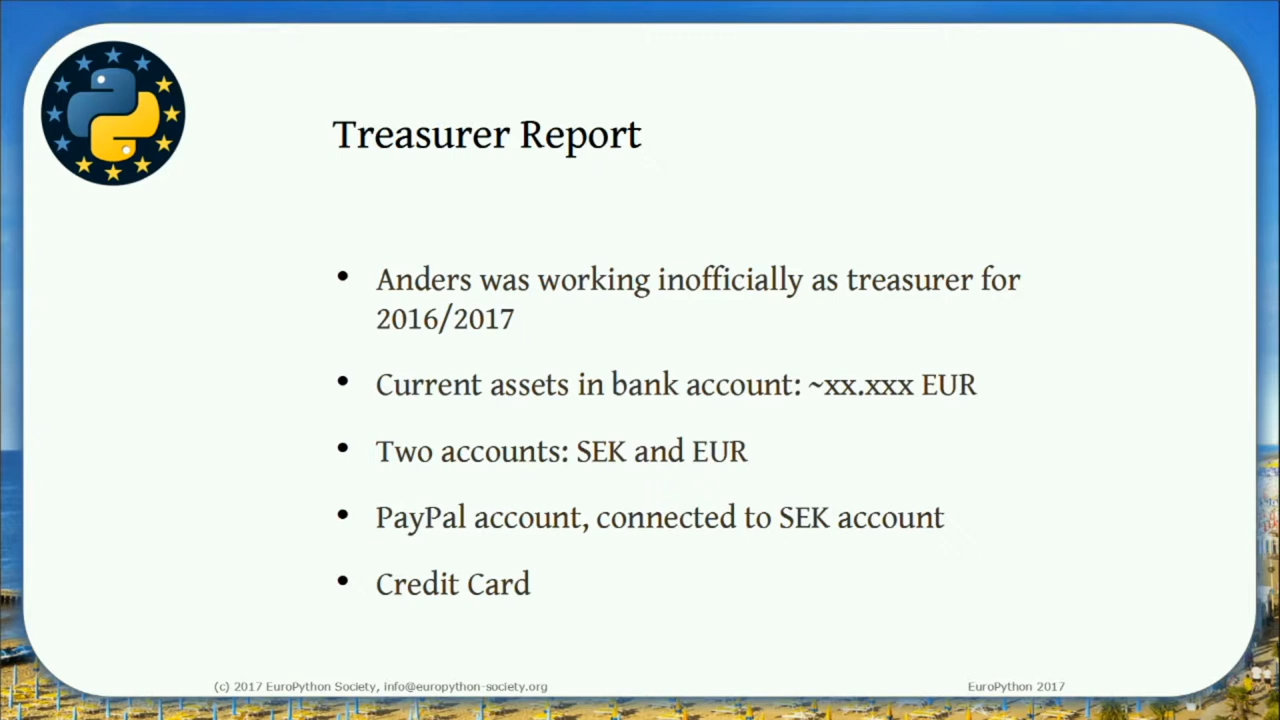 Treasurer Report
• Anders was working inofficially as treasurer for
2016/2017
• Current assets in bank account: ~xx.xxx EUR
• Two accounts: SEK and EUR
• PayPal account, connected to SEK account
• Credit Card
(c) 2017 EuroPython Society, info@europython-society.org
EuroPython 2017